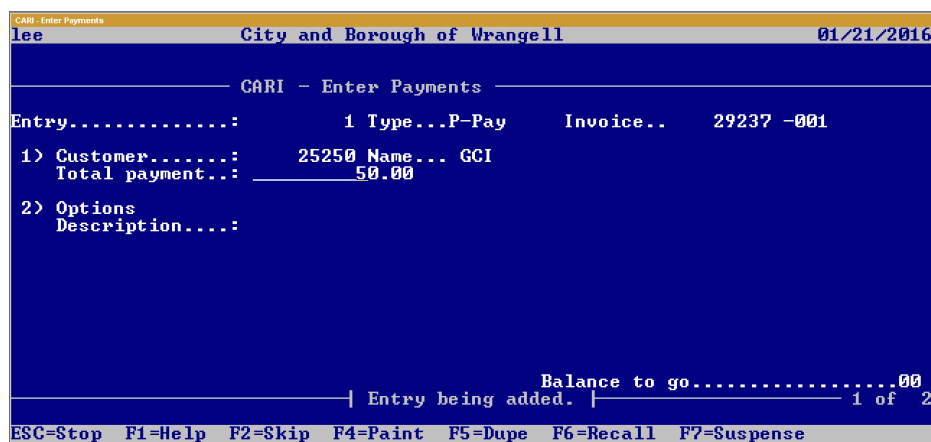 CARI - Enter Payments
lee City and Borough of Wrangell 01/21/2016
CARI - Enter Payments
Entry..............: 1 Type...P-Pay Invoice.. 29237 -001
1) Customer.......: 25250 Name... GCI
Total payment..: 50.00
2) Options
Description....:
Balance to go..................00
Entry being added. 1 of 2
ESC=Stop F1=Help F2=Skip F4=Paint F5=Dupe F6=Recall F7=Suspense